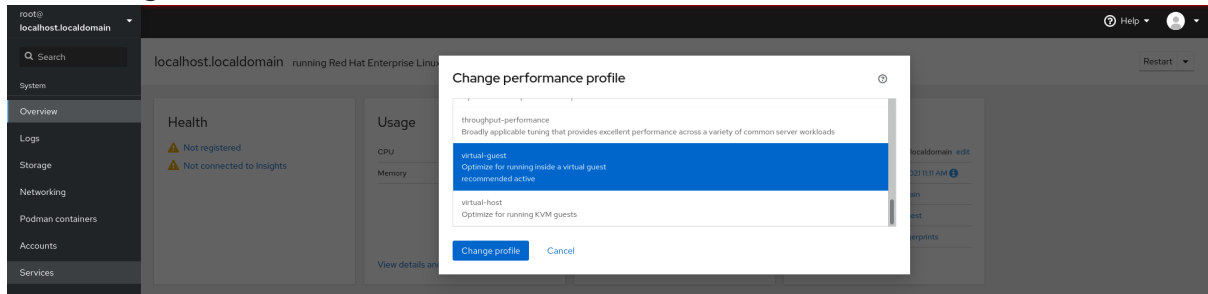 root@
localhost.localdomain
Help
Search
localhost.localdomain running Red Hat Enterprise Linux
Restart
System
Overview
Logs
Storage
Networking
Podman containers
Accounts
Services
Health
Not registered
Not connected to Insights
Usage
CPU
Memory
View details an
Change performance profile
throughput-performance
Broadly applicable tuning that provides excellent performance across a variety of common server workloads
virtual-guest
Optimize for running inside a virtual guest
recommended active
virtual-host
Optimize for running KVM guests
Change profile Cancel
localdomain edit
021 11:11 AM